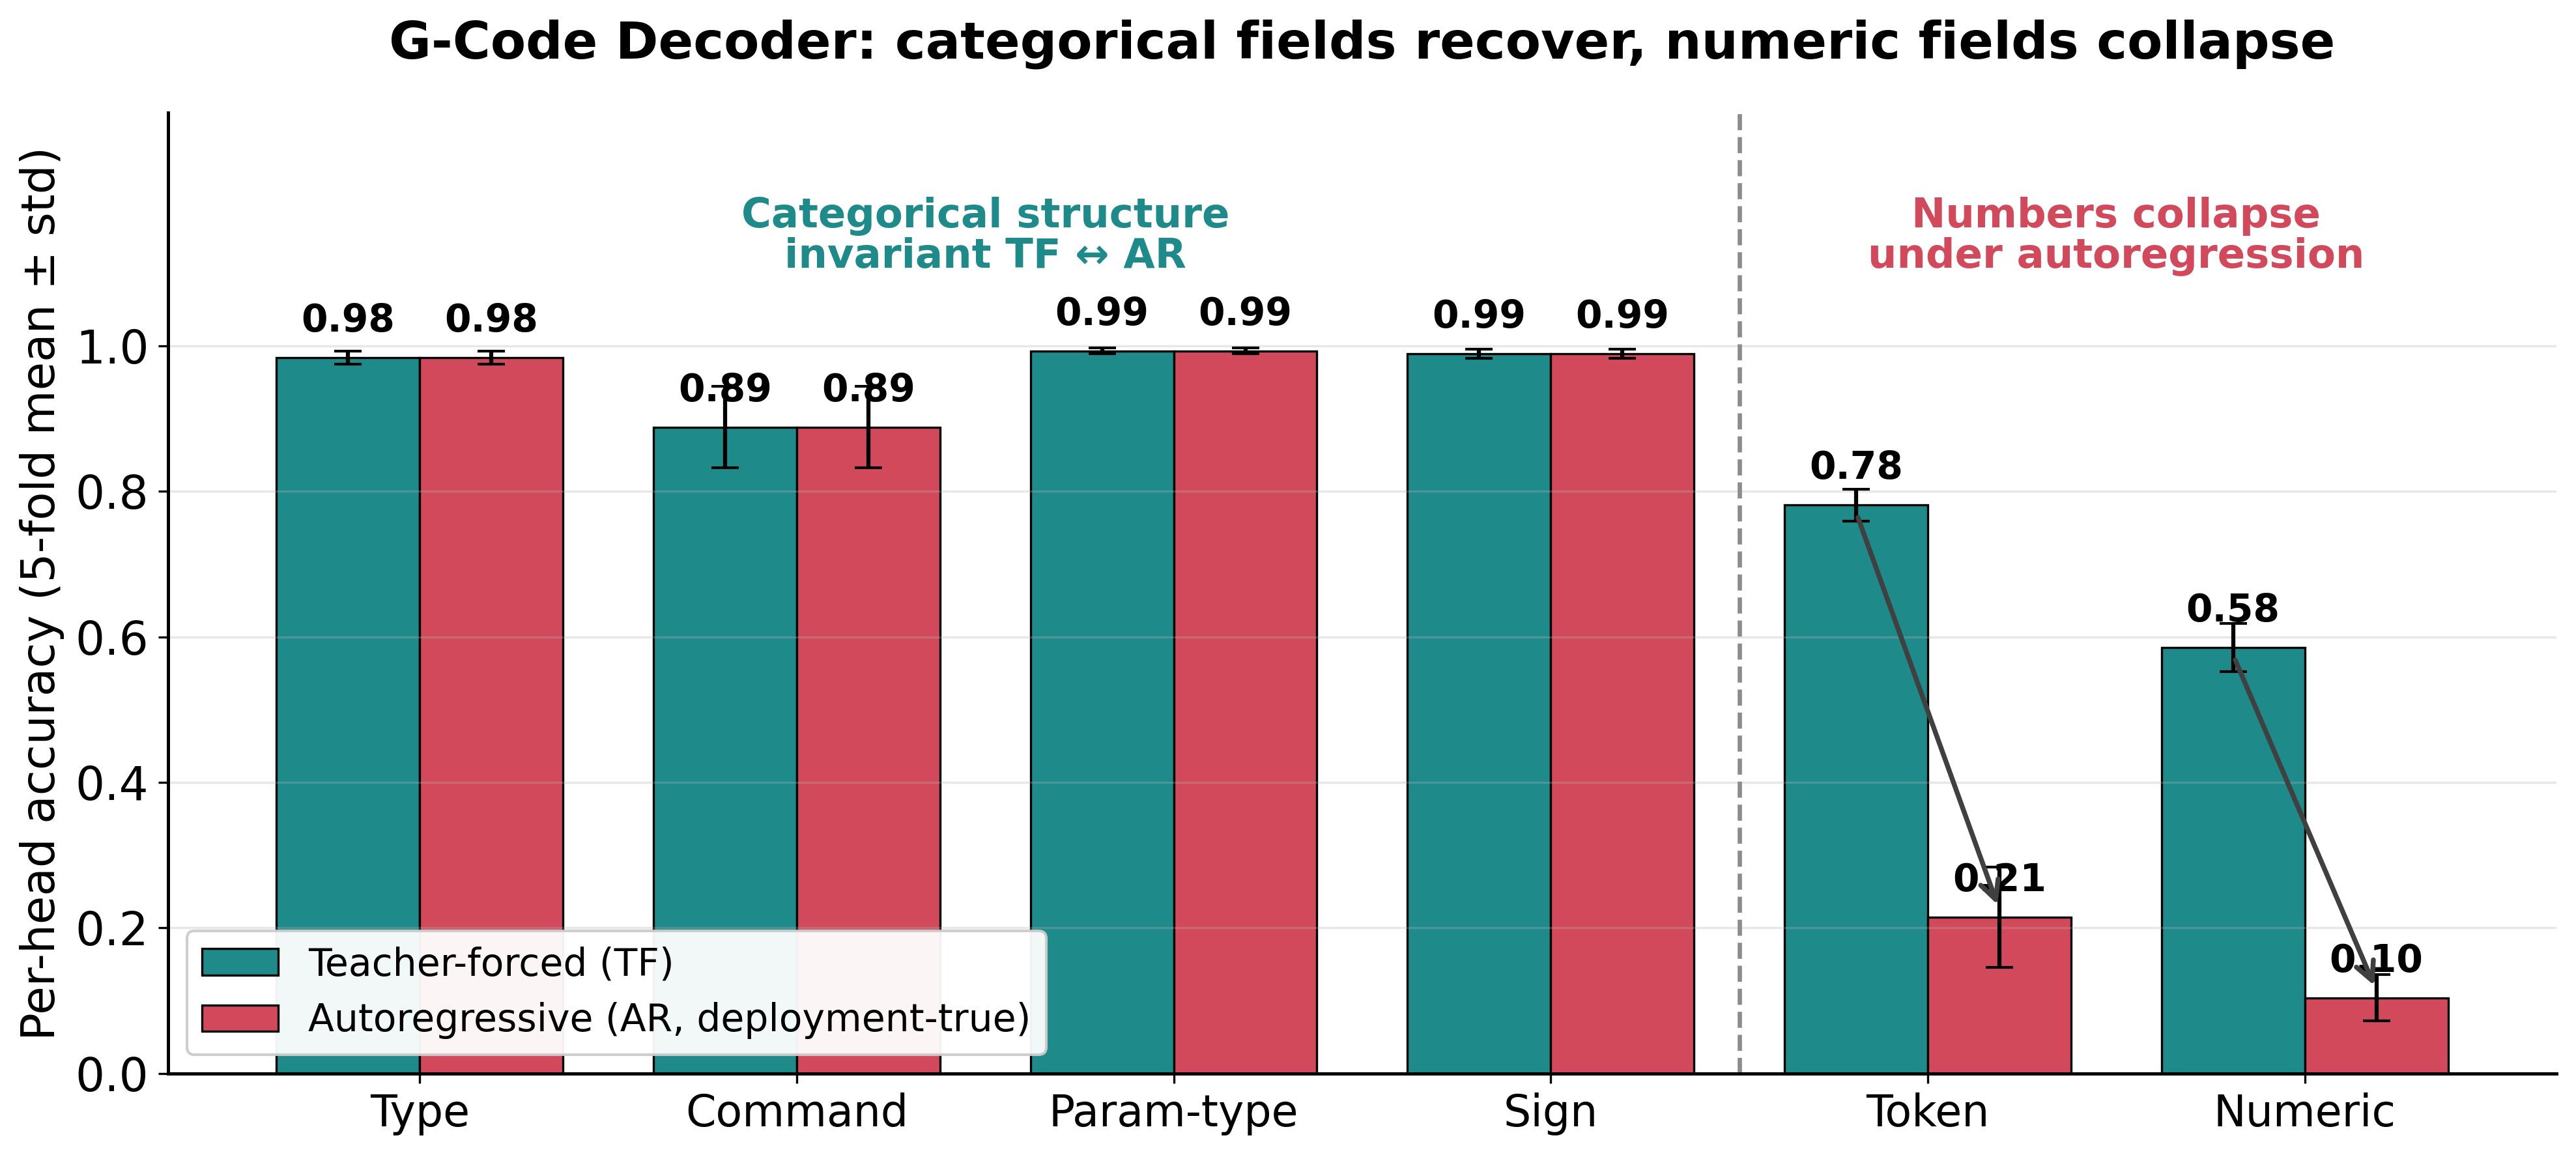 G-Code Decoder: categorical fields recover, numeric fields collapse
Per-head accuracy (5-fold mean ± std)
1.0
0.8
0.6
0.4
0.2
0.0
Categorical structure
invariant TF ↔ AR
Numbers collapse
under autoregression
0.98 0.98
0.89 0.89
0.99 0.99
0.99 0.99
0.78
0.21
0.58
0.10
Teacher-forced (TF)
Autoregressive (AR, deployment-true)
Type Command Param-type Sign Token Numeric